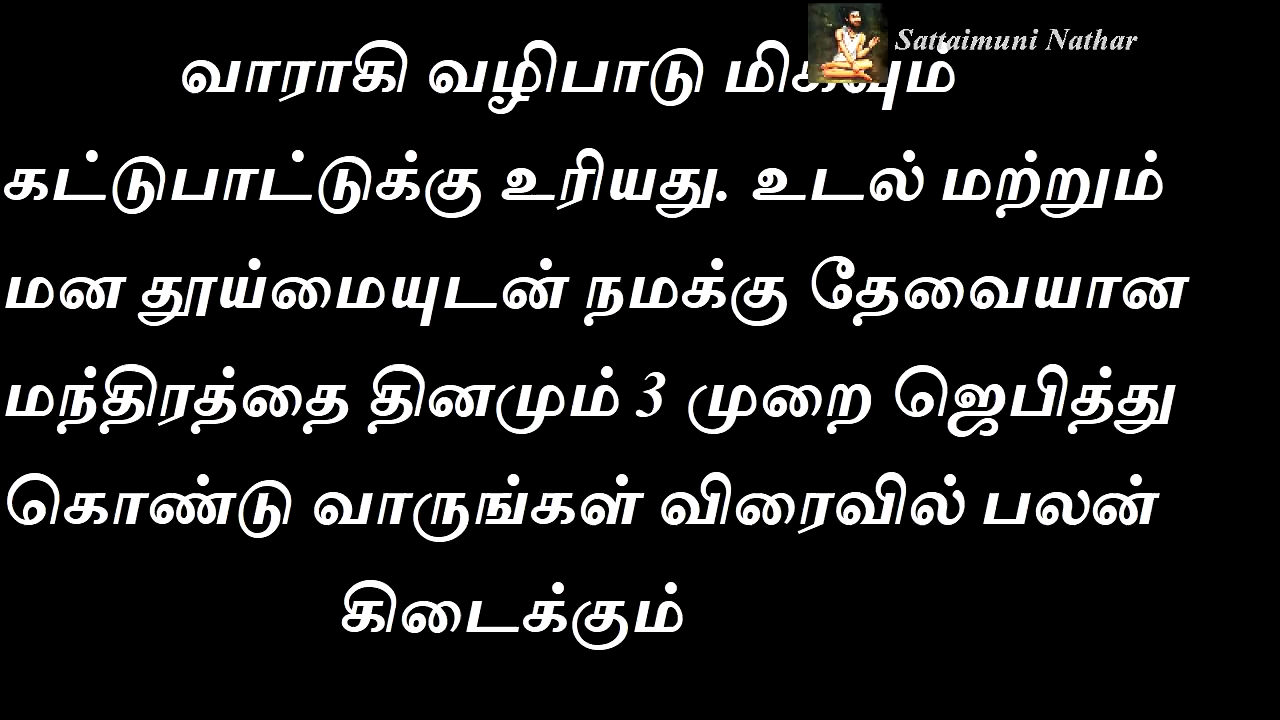 Sattaimuni Nathar
வாராகி வழிபாடு மிகவும்
கட்டுபாட்டுக்கு உரியது. உடல் மற்றும்
மன தூய்மையுடன் நமக்கு தேவையான
மந்திரத்தை தினமும் 3 முறை ஜெபித்து
கொண்டு வாருங்கள் விரைவில் பலன்
கிடைக்கும்